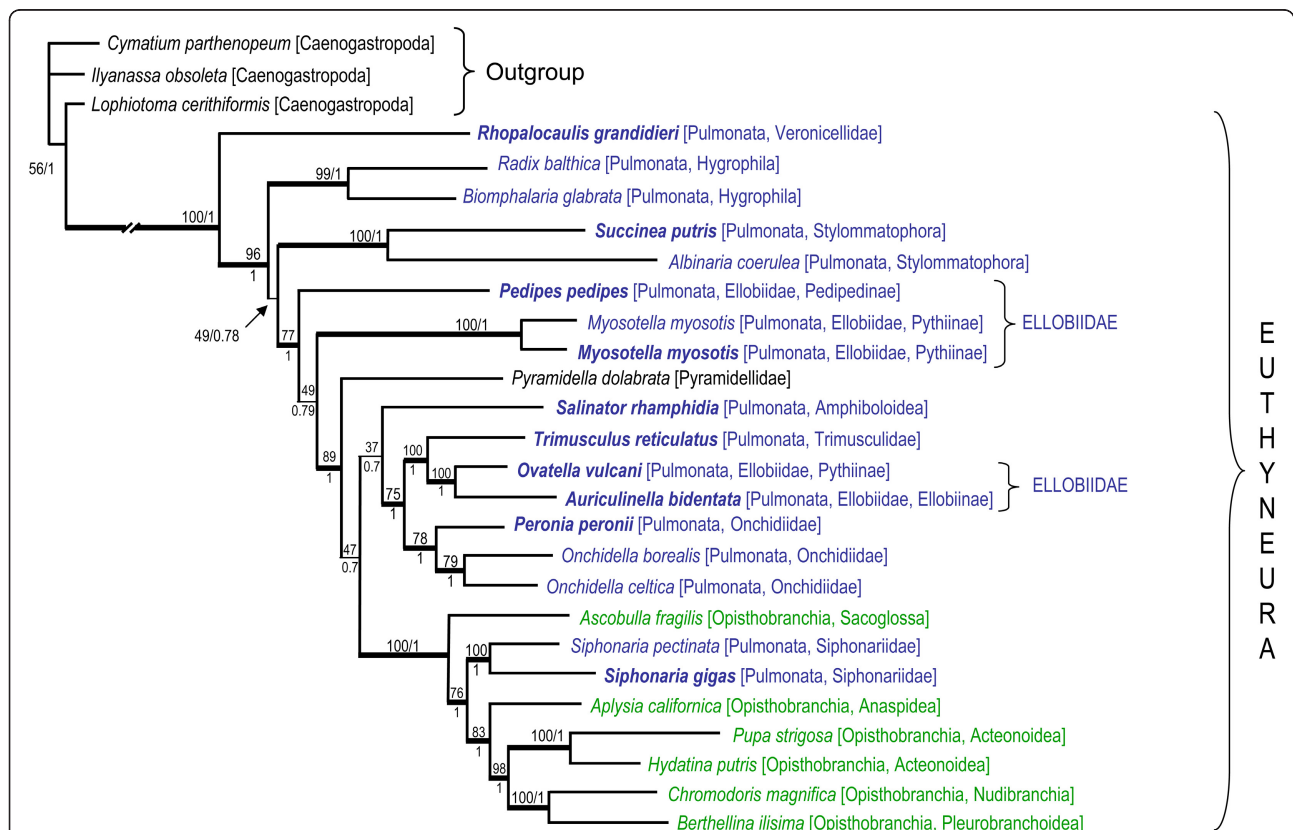 Cymatium parthenopeum [Caenogastropoda]
Ilyanassa obsoleta [Caenogastropoda]
Outgroup
Lophiotoma cerithiformis [Caenogastropoda]
Rhopalocaulis grandidieri [Pulmonata, Veronicellidae]
56/1
99/1
Radix balthica [Pulmonata, Hygrophila]
Biomphalaria glabrata [Pulmonata, Hygrophila]
100/1
100/1
Succinea putris [Pulmonata, Stylommatophora]
96
1
Albinaria coerulea [Pulmonata, Stylommatophora]
Pedipes pedipes [Pulmonata, Ellobiidae, Pedipedinae]
49/0.78
77
1
100/1
Myosotella myosotis [Pulmonata, Ellobiidae, Pythiinae]
ELLOBIIDAE
Myosotella myosotis [Pulmonata, Ellobiidae, Pythiinae]
49
0.79
Pyramidella dolabrata [Pyramidellidae]
Salinator rhamphidia [Pulmonata, Amphiboloidea]
89
1
37
0.7
100
1
Trimusculus reticulatus [Pulmonata, Trimusculidae]
100
1
Ovatella vulcani [Pulmonata, Ellobiidae, Pythiinae]
ELLOBIIDAE
75
1
Auriculinella bidentata [Pulmonata, Ellobiidae, Ellobiinae]
Peronia peronii [Pulmonata, Onchidiidae]
47
0.7
78
1
79
1
Onchidella borealis [Pulmonata, Onchidiidae]
Onchidella celtica [Pulmonata, Onchidiidae]
Ascobulla fragilis [Opisthobranchia, Sacoglossa]
100/1
100
1
Siphonaria pectinata [Pulmonata, Siphonariidae]
Siphonaria gigas [Pulmonata, Siphonariidae]
76
1
Aplysia californica [Opisthobranchia, Anaspidea]
83
1
100/1
Pupa strigosa [Opisthobranchia, Acteonoidea]
Hydatina putris [Opisthobranchia, Acteonoidea]
98
1
100/1
Chromodoris magnifica [Opisthobranchia, Nudibranchia]
Berthellina ilisima [Opisthobranchia, Pleurobranchoidea]
E
U
T
H
Y
N
E
U
R
A